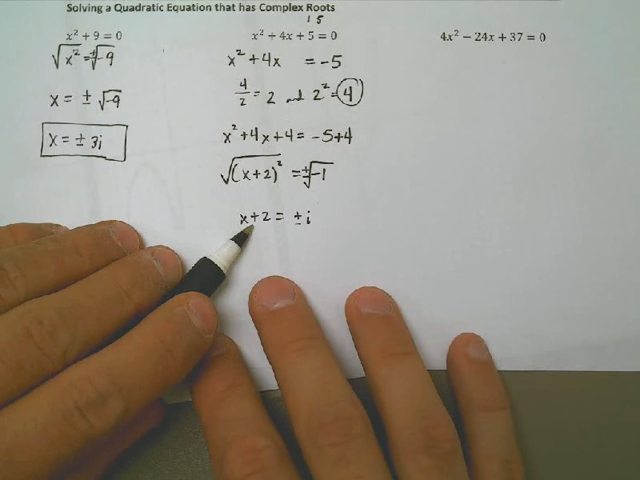 Solving a Quadratic Equation that has Complex Roots
x² + 9 = 0
√x² = ±√-9
x = ± √-9
x = ± 3i
1 5
x² + 4x + 5 = 0
x² + 4x = -5
4/2 = 2 and 2² = 4
x² + 4x + 4 = -5 + 4
√(x+2)² = ±√-1
x + 2 = ± i
4x² − 24x + 37 = 0